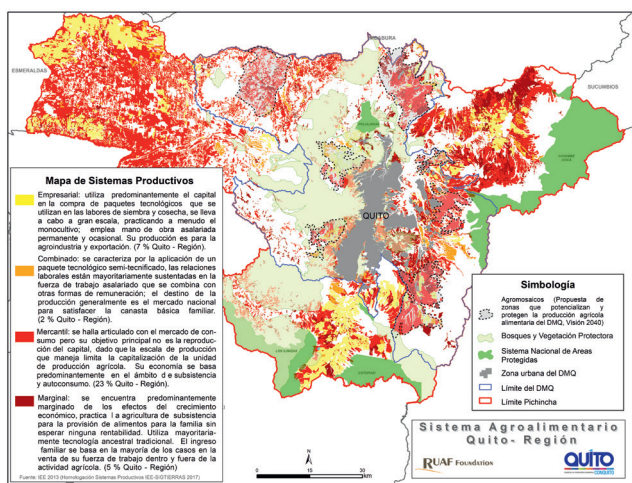 IMBABURA
ESMERALDAS
SUCUMBIOS
QUITO
Mapa de Sistemas Productivos
Empresarial: utiliza predominantemente el capital
en la compra de paquetes tecnológicos que se
utilizan en las labores de siembra y cosecha, se lleva
a cabo a gran escala, practicando a menudo el
monocultivo; emplea mano de obra asalariada
permanente y ocasional. Su producción es para la
agroindustria y exportación. (7 % Quito - Región).
Combinado: se caracteriza por la aplicación de un
paquete tecnológico semi-tecnificado, las relaciones
laborales están mayoritariamente sustentadas en la
fuerza de trabajo asalariado que se combina con
otras formas de remuneración; el destino de la
producción generalmente es el mercado nacional
para satisfacer la canasta básica familiar.
(2 % Quito - Región).
Mercantil: se halla articulado con el mercado de con-
sumo pero su objetivo principal no es la reproduc-
ción del capital, dado que la escala de producción
que maneja limita la capitalización de la unidad
de producción agrícola. Su economía se basa
predominantemente en el ámbito d e subsistencia
y autoconsumo. (23 % Quito - Región).
Marginal: se encuentra predominantemente
marginado de los efectos del crecimiento
económico, practica l a agricultura de subsistencia
para la provisión de alimentos para la familia sin
esperar ninguna rentabilidad. Utiliza mayoritaria-
mente tecnología ancestral tradicional. El ingreso
familiar se basa en la mayoría de los casos en la
venta de su fuerza de trabajo dentro y fuera de la
actividad agrícola. (5 % Quito - Región)
Fuente: IEE 2013 (Homologación Sistemas Productivos IEE-SIGTIERRAS 2017)
Simbología
Agromosaicos (Propuesta de
zonas que potencializan y
protegen la producción agrícola
alimentaria del DMQ, Visión 2040)
Bosques y Vegetación Protectora
Sistema Nacional de Areas
Protegidas
Zona urbana del DMQ
Límite del DMQ
Límite Pichincha
Sistema Agroalimentario
Quito- Región
RUAF FOUNDATION
QUITO
CONQUITO
N
0 15 30
km